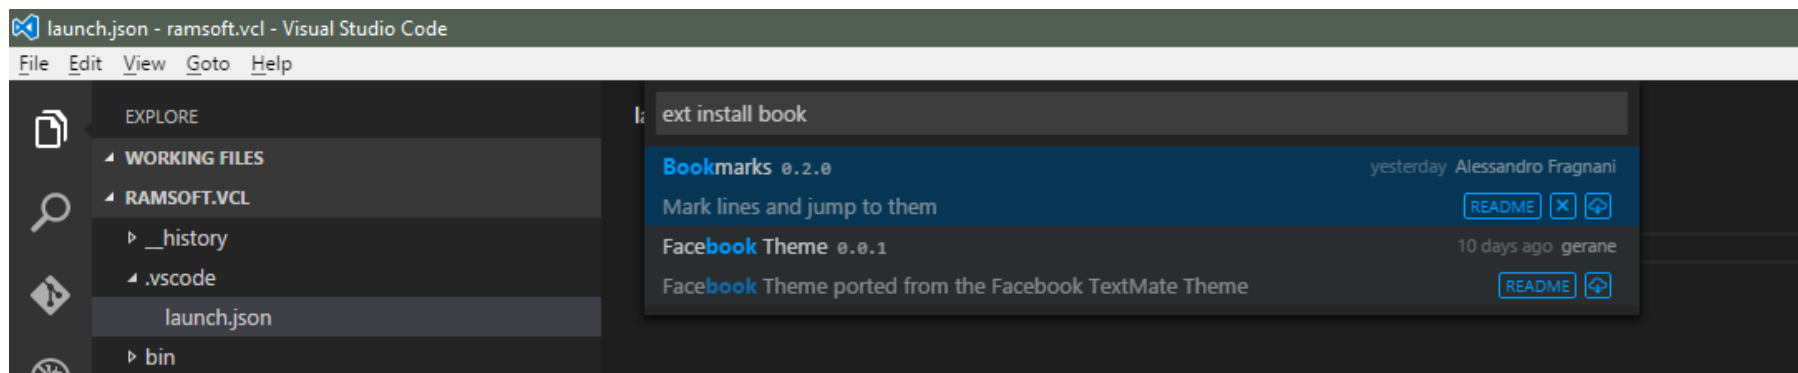 launch.json - ramsoft.vcl - Visual Studio Code
File Edit View Goto Help
EXPLORE
WORKING FILES
RAMSOFT.VCL
__history
.vscode
launch.json
bin
ext install book
Bookmarks 0.2.0 yesterday Alessandro Fragnani
Mark lines and jump to them README
Facebook Theme 0.0.1 10 days ago gerane
Facebook Theme ported from the Facebook TextMate Theme README